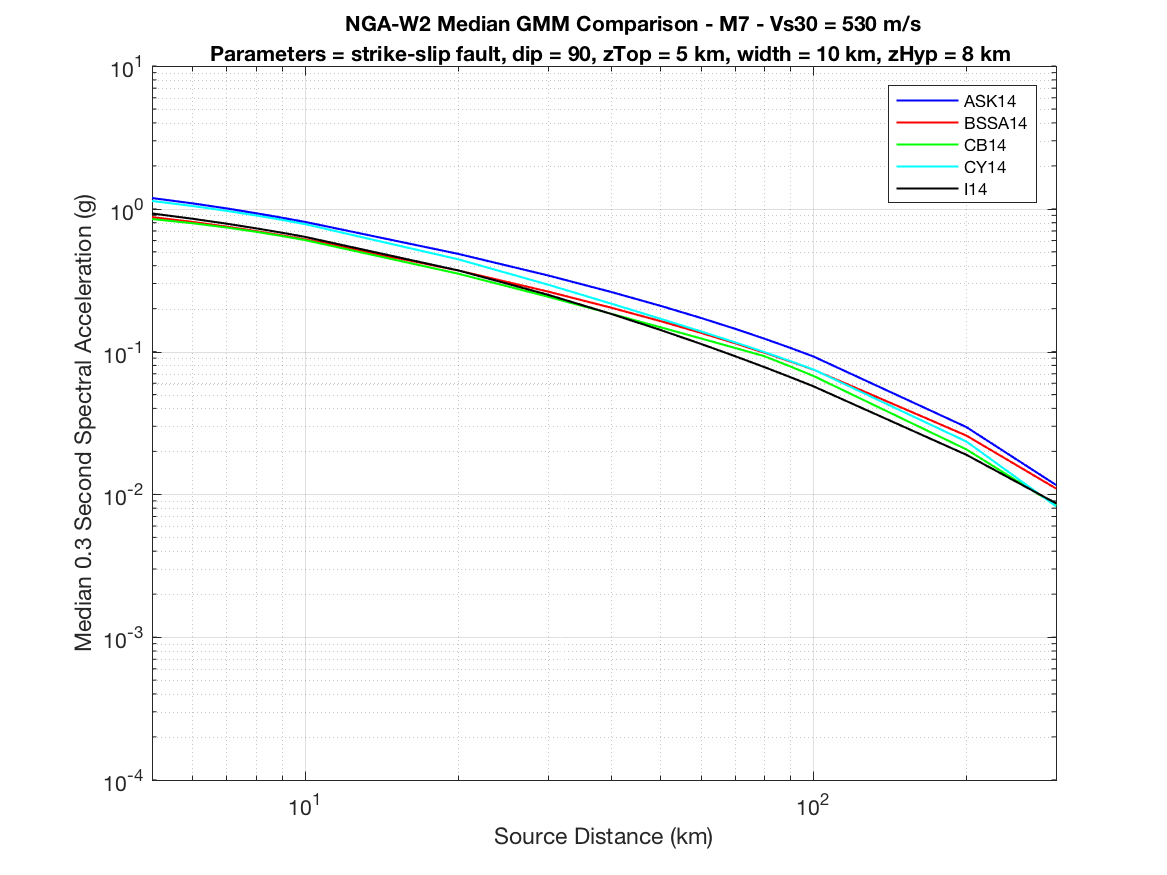 NGA-W2 Median GMM Comparison - M7 - Vs30 = 530 m/s
Parameters = strike-slip fault, dip = 90, zTop = 5 km, width = 10 km, zHyp = 8 km
10^1
10^0
10^-1
10^-2
10^-3
10^-4
Median 0.3 Second Spectral Acceleration (g)
ASK14
BSSA14
CB14
CY14
I14
10^1
10^2
Source Distance (km)